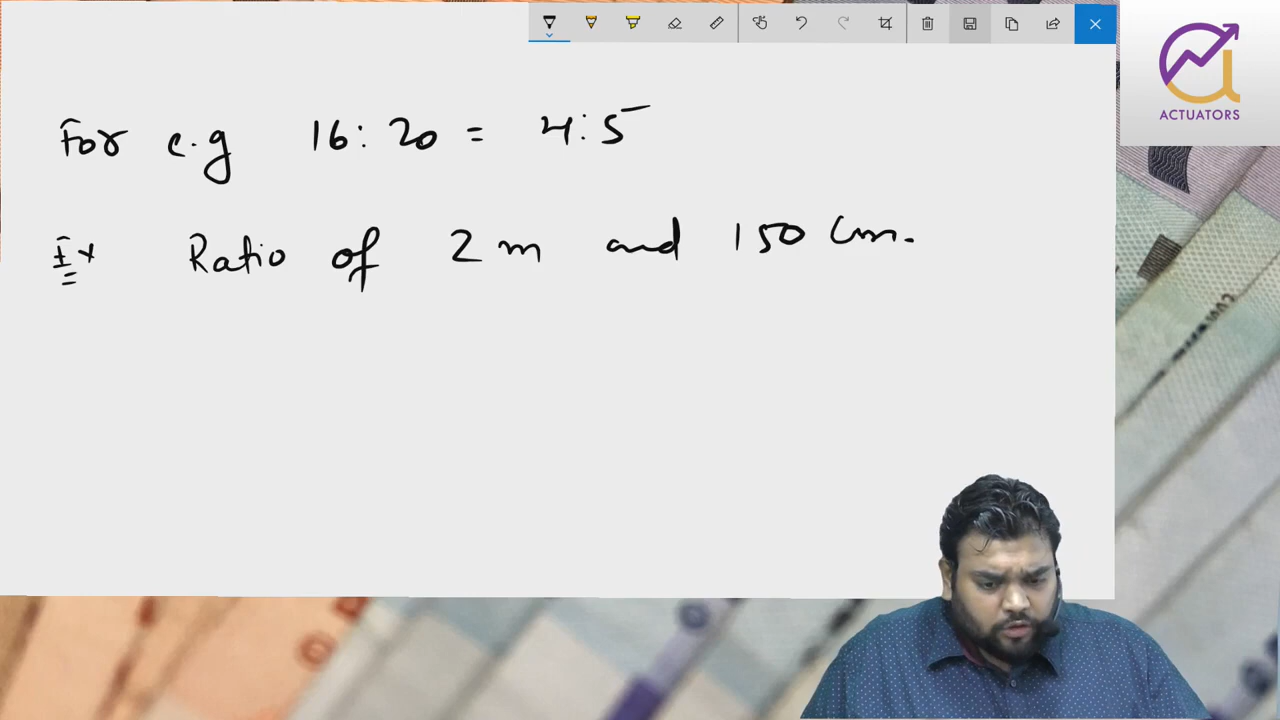 ACTUATORS
For e.g 16 : 20 = 4 : 5
Ex Ratio of 2 m and 150 cm.